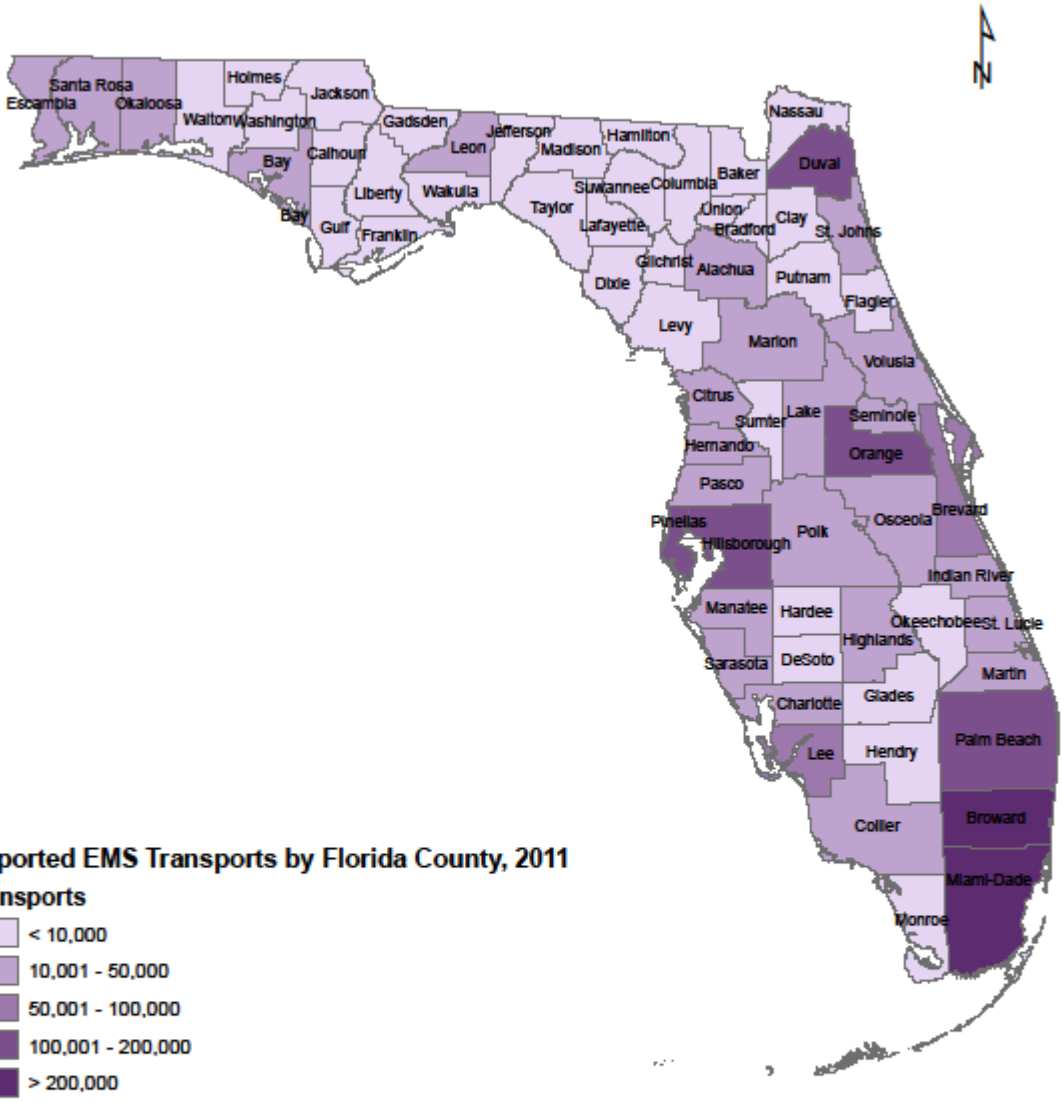 N
Holmes
Santa Rosa
Jackson
Escambia
Okaloosa
Walton
Washington
Nassau
Gadsden
Jefferson
Hamilton
Leon
Madison
Calhoun
Bay
Duval
Baker
Suwannee
Columbia
Liberty
Wakulla
Taylor
Union
Bay
Lafayette
Bradford
Clay
St. Johns
Gulf
Franklin
Gilchrist
Alachua
Putnam
Dixie
Flagler
Levy
Marion
Volusia
Citrus
Sumter
Lake
Seminole
Hernando
Orange
Pasco
Brevard
Pinellas
Osceola
Polk
Hillsborough
Indian River
Manatee
Hardee
Okeechobee
St. Lucie
Highlands
Sarasota
DeSoto
Martin
Glades
Charlotte
Palm Beach
Lee
Hendry
Broward
Collier
Miami-Dade
Monroe
ported EMS Transports by Florida County, 2011
nsports
< 10,000
10,001 - 50,000
50,001 - 100,000
100,001 - 200,000
> 200,000